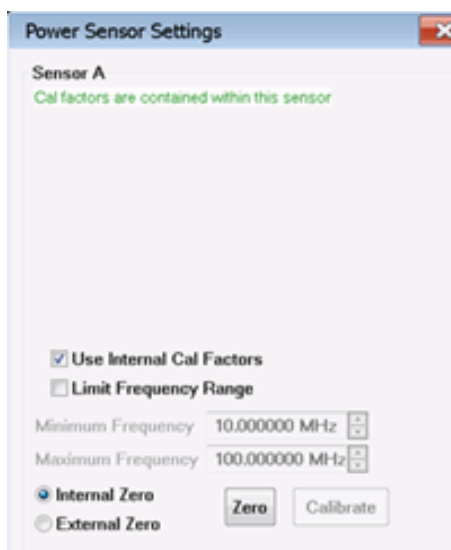 Power Sensor Settings
Sensor A
Cal factors are contained within this sensor
Use Internal Cal Factors
Limit Frequency Range
Minimum Frequency 10.000000 MHz
Maximum Frequency 100.000000 MHz
Internal Zero
Zero Calibrate
External Zero